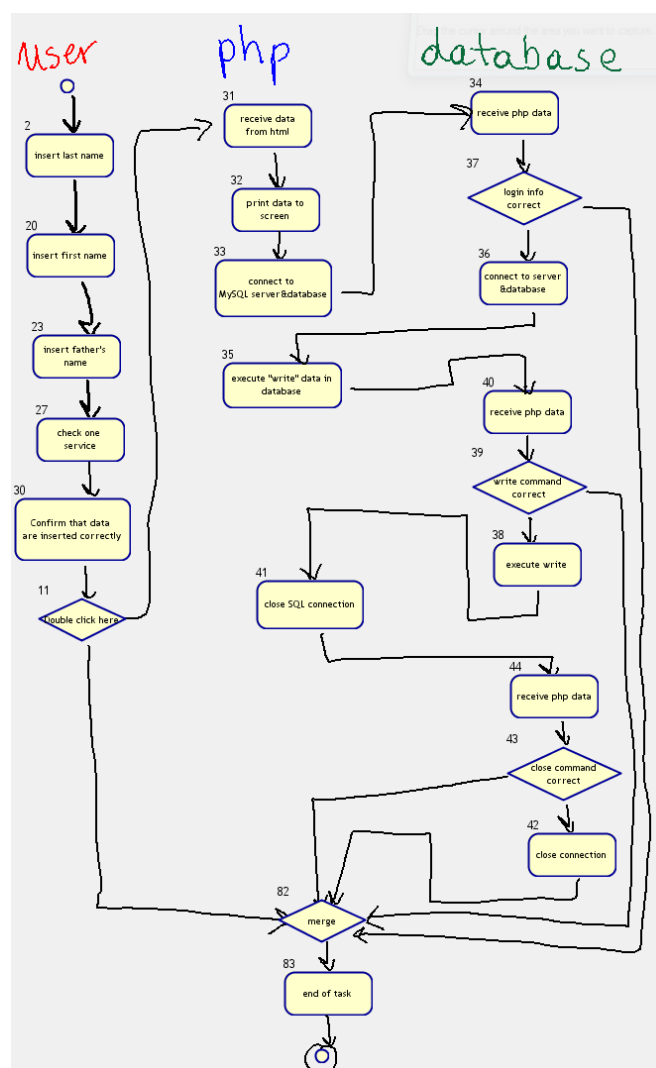 user
php
database
2
insert last name
20
insert first name
23
insert father's
name
27
check one
service
30
Confirm that data
are inserted correctly
11
Double click here
31
receive data
from html
32
print data to
screen
33
connect to
MySQL server&database
34
receive php data
37
login info
correct
36
connect to server
&database
35
execute "write" data in
database
40
receive php data
39
write command
correct
38
execute write
41
close SQL connection
44
receive php data
43
close command
correct
42
close connection
82
merge
83
end of task